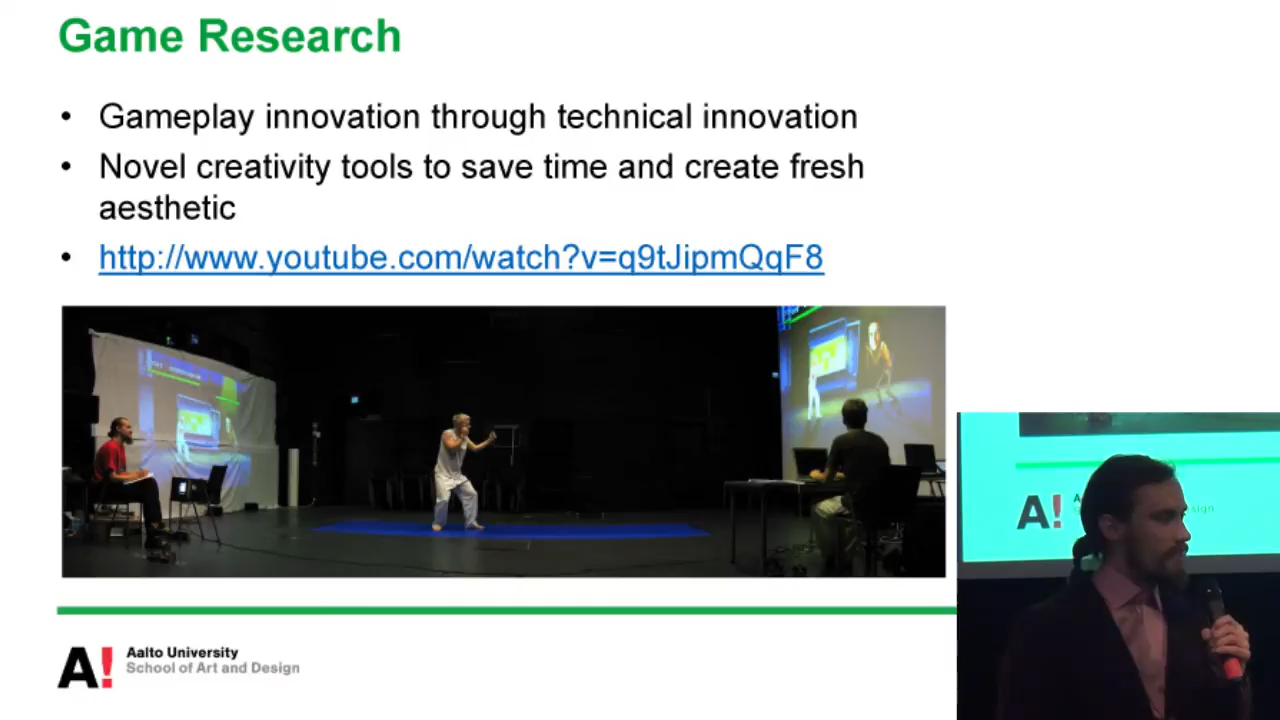 Game Research
• Gameplay innovation through technical innovation
• Novel creativity tools to save time and create fresh
aesthetic
• http://www.youtube.com/watch?v=q9tJipmQqF8
A!
Aalto University
School of Art and Design
A!